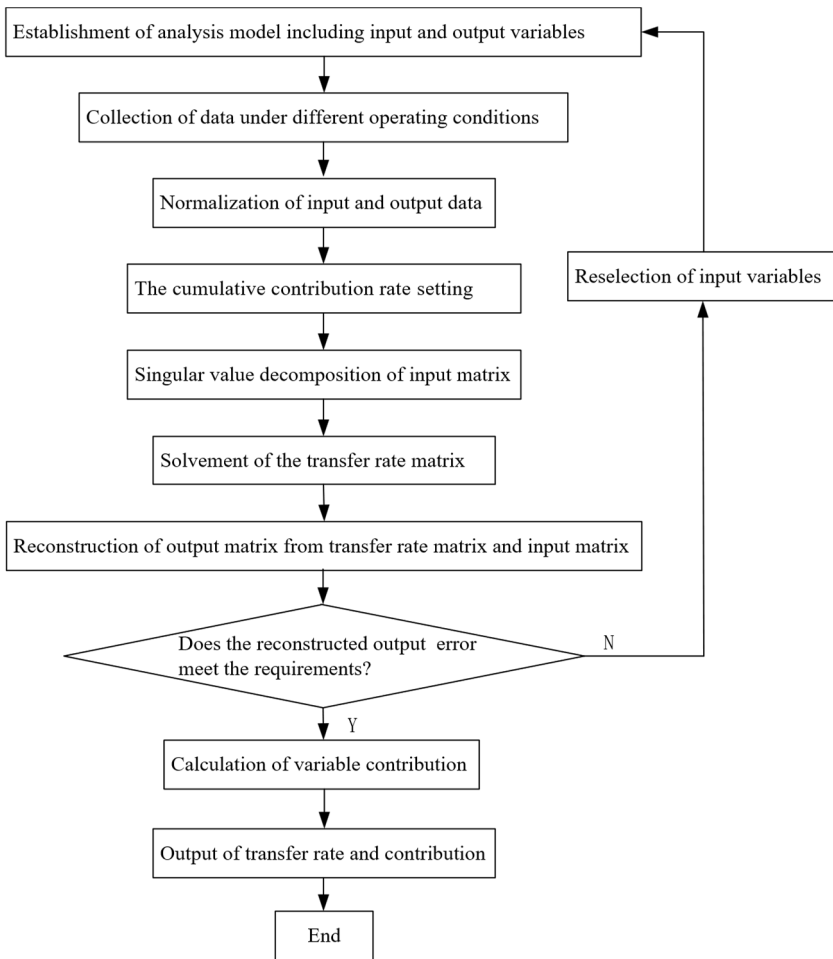 Establishment of analysis model including input and output variables
Collection of data under different operating conditions
Normalization of input and output data
The cumulative contribution rate setting
Reselection of input variables
Singular value decomposition of input matrix
Solvement of the transfer rate matrix
Reconstruction of output matrix from transfer rate matrix and input matrix
Does the reconstructed output error
meet the requirements?
N
Y
Calculation of variable contribution
Output of transfer rate and contribution
End